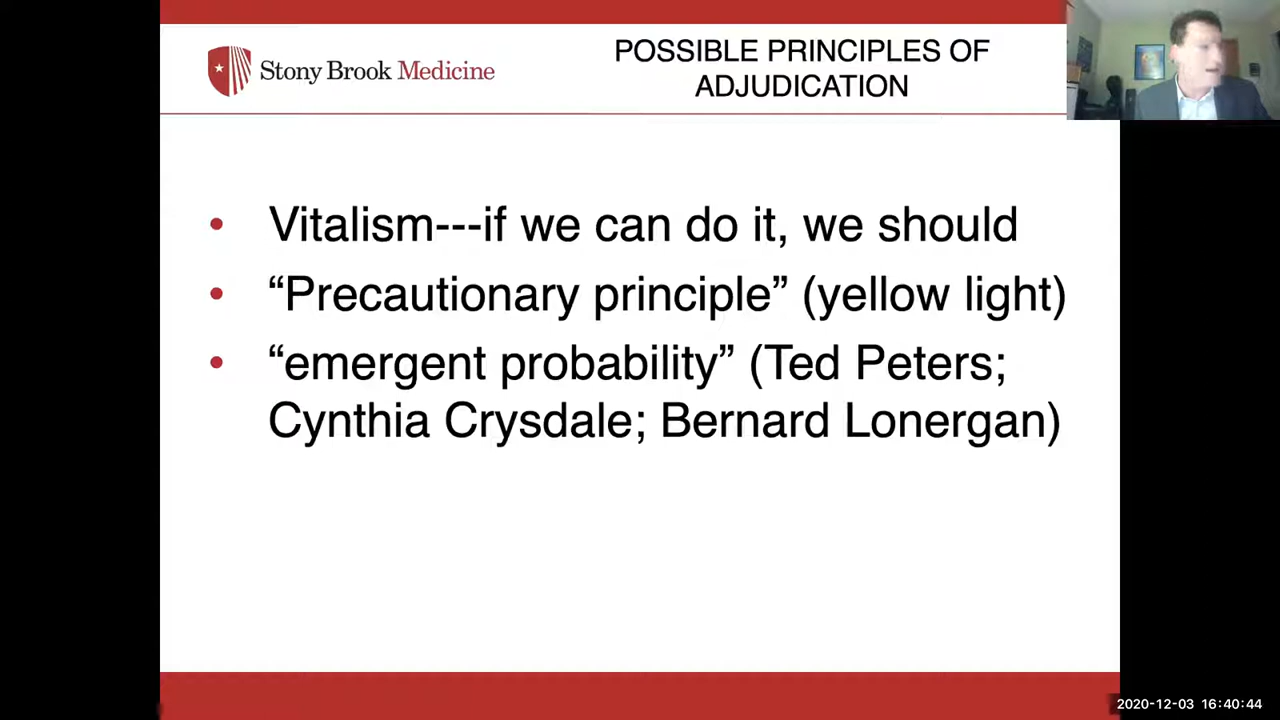 Stony Brook Medicine
POSSIBLE PRINCIPLES OF
ADJUDICATION
• Vitalism---if we can do it, we should
• “Precautionary principle” (yellow light)
• “emergent probability” (Ted Peters;
Cynthia Crysdale; Bernard Lonergan)
2020-12-03 16:40:44